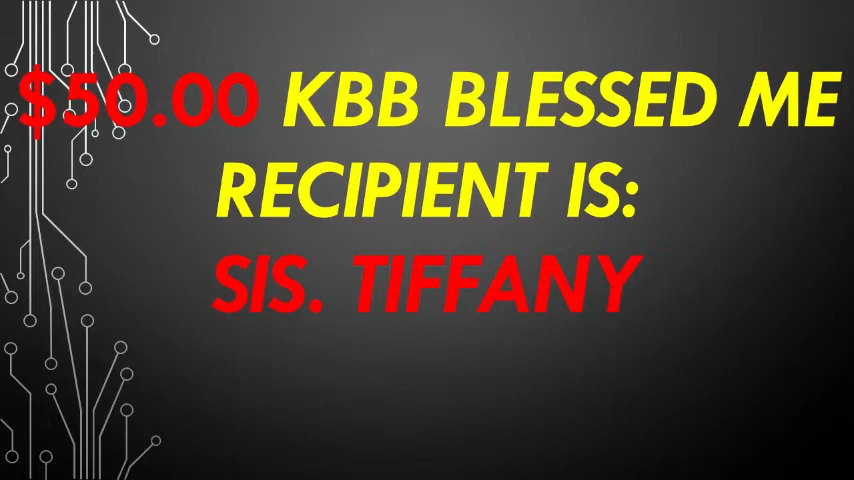 $50.00 KBB BLESSED ME
RECIPIENT IS:
SIS. TIFFANY